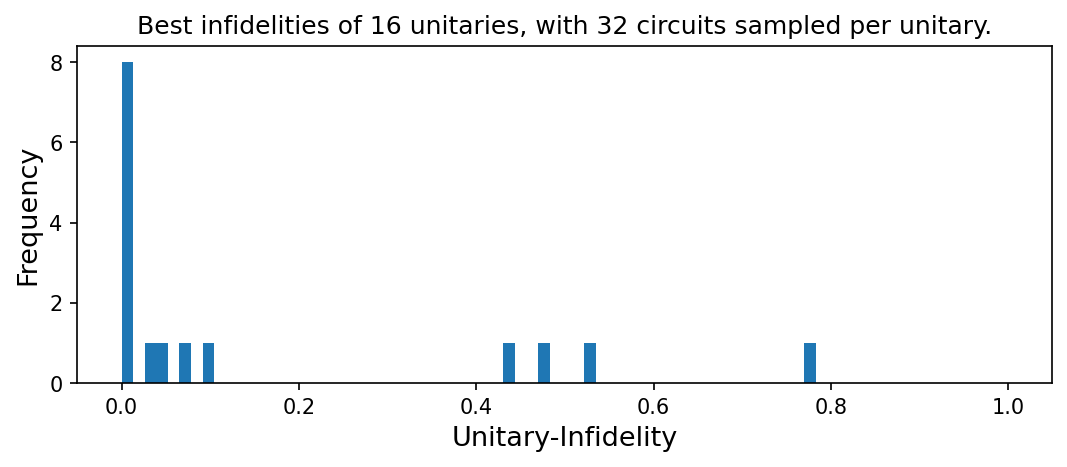 Best infidelities of 16 unitaries, with 32 circuits sampled per unitary.
8
6
4
2
0
Frequency
0.0 0.2 0.4 0.6 0.8 1.0
Unitary-Infidelity